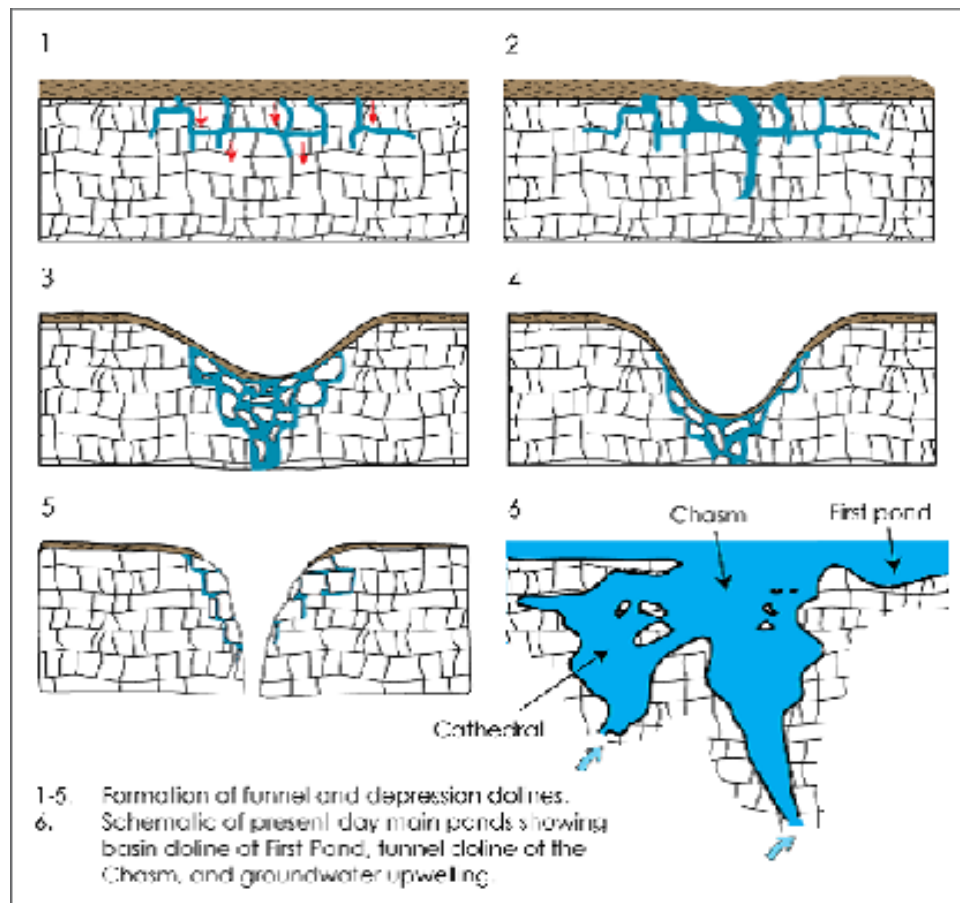 1
2
3
4
5
6
Chasm
First pond
Cathedral
1-5. Formation of funnel and depression dolines.
6. Schematic of present day main ponds showing
basin doline at First Pond, funnel doline of the
Chasm, and groundwater upwelling.